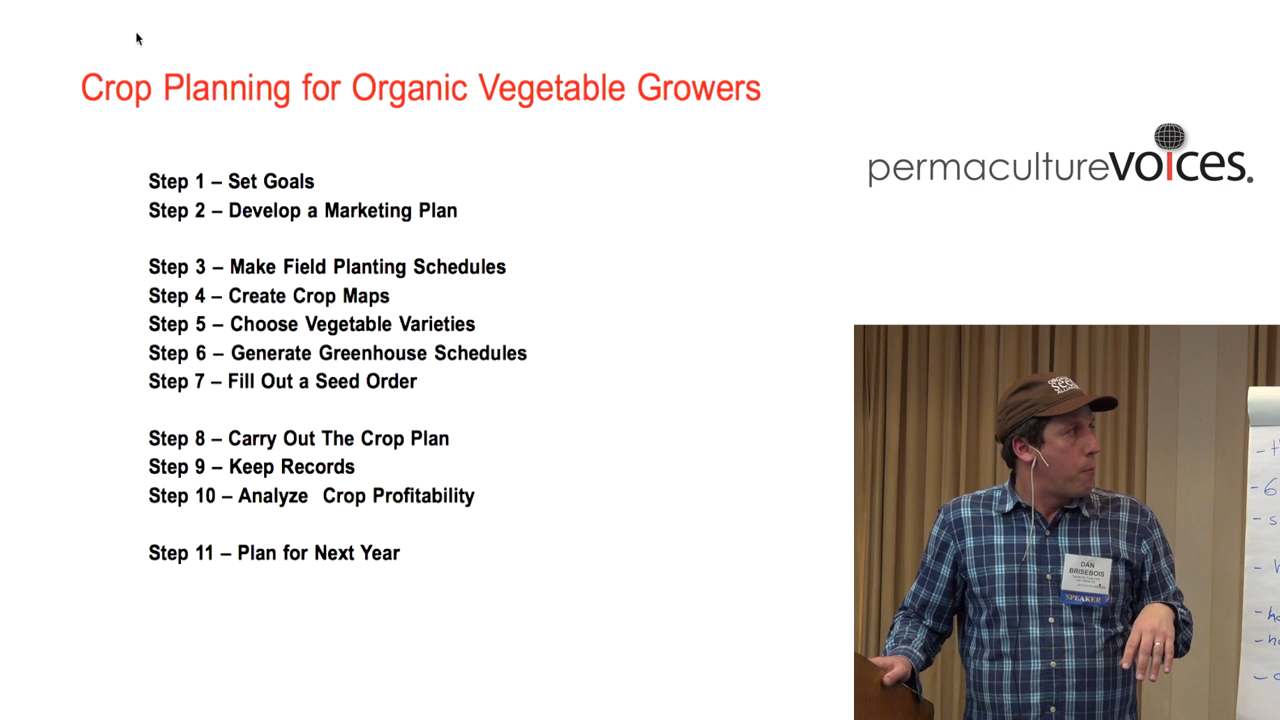 Crop Planning for Organic Vegetable Growers
permaculturevoices.
Step 1 – Set Goals
Step 2 – Develop a Marketing Plan
Step 3 – Make Field Planting Schedules
Step 4 – Create Crop Maps
Step 5 – Choose Vegetable Varieties
Step 6 – Generate Greenhouse Schedules
Step 7 – Fill Out a Seed Order
Step 8 – Carry Out The Crop Plan
Step 9 – Keep Records
Step 10 – Analyze  Crop Profitability
Step 11 – Plan for Next Year
DAN
BRISEBOIS
SPEAKER
- 6
- s